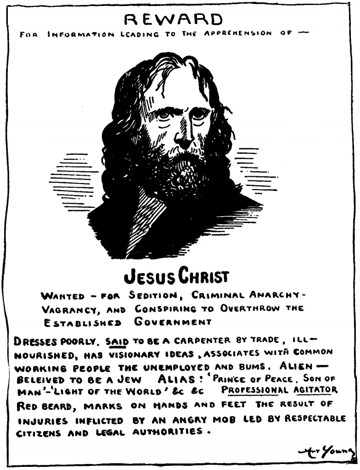 REWARD
FOR INFORMATION LEADING TO THE APPREHENSION OF —
JESUS CHRIST
WANTED – FOR SEDITION, CRIMINAL ANARCHY–
VAGRANCY, AND CONSPIRING TO OVERTHROW THE
ESTABLISHED GOVERNMENT
DRESSES POORLY. SAID TO BE A CARPENTER BY TRADE, ILL–
NOURISHED, HAS VISIONARY IDEAS, ASSOCIATES WITH COMMON
WORKING PEOPLE THE UNEMPLOYED AND BUMS. ALIEN –
BELEIVED TO BE A JEW ALIAS: 'PRINCE OF PEACE, SON OF
MAN'–'LIGHT OF THE WORLD' &c &c PROFESSIONAL AGITATOR
RED BEARD, MARKS ON HANDS AND FEET THE RESULT OF
INJURIES INFLICTED BY AN ANGRY MOB LED BY RESPECTABLE
CITIZENS AND LEGAL AUTHORITIES.
Art Young